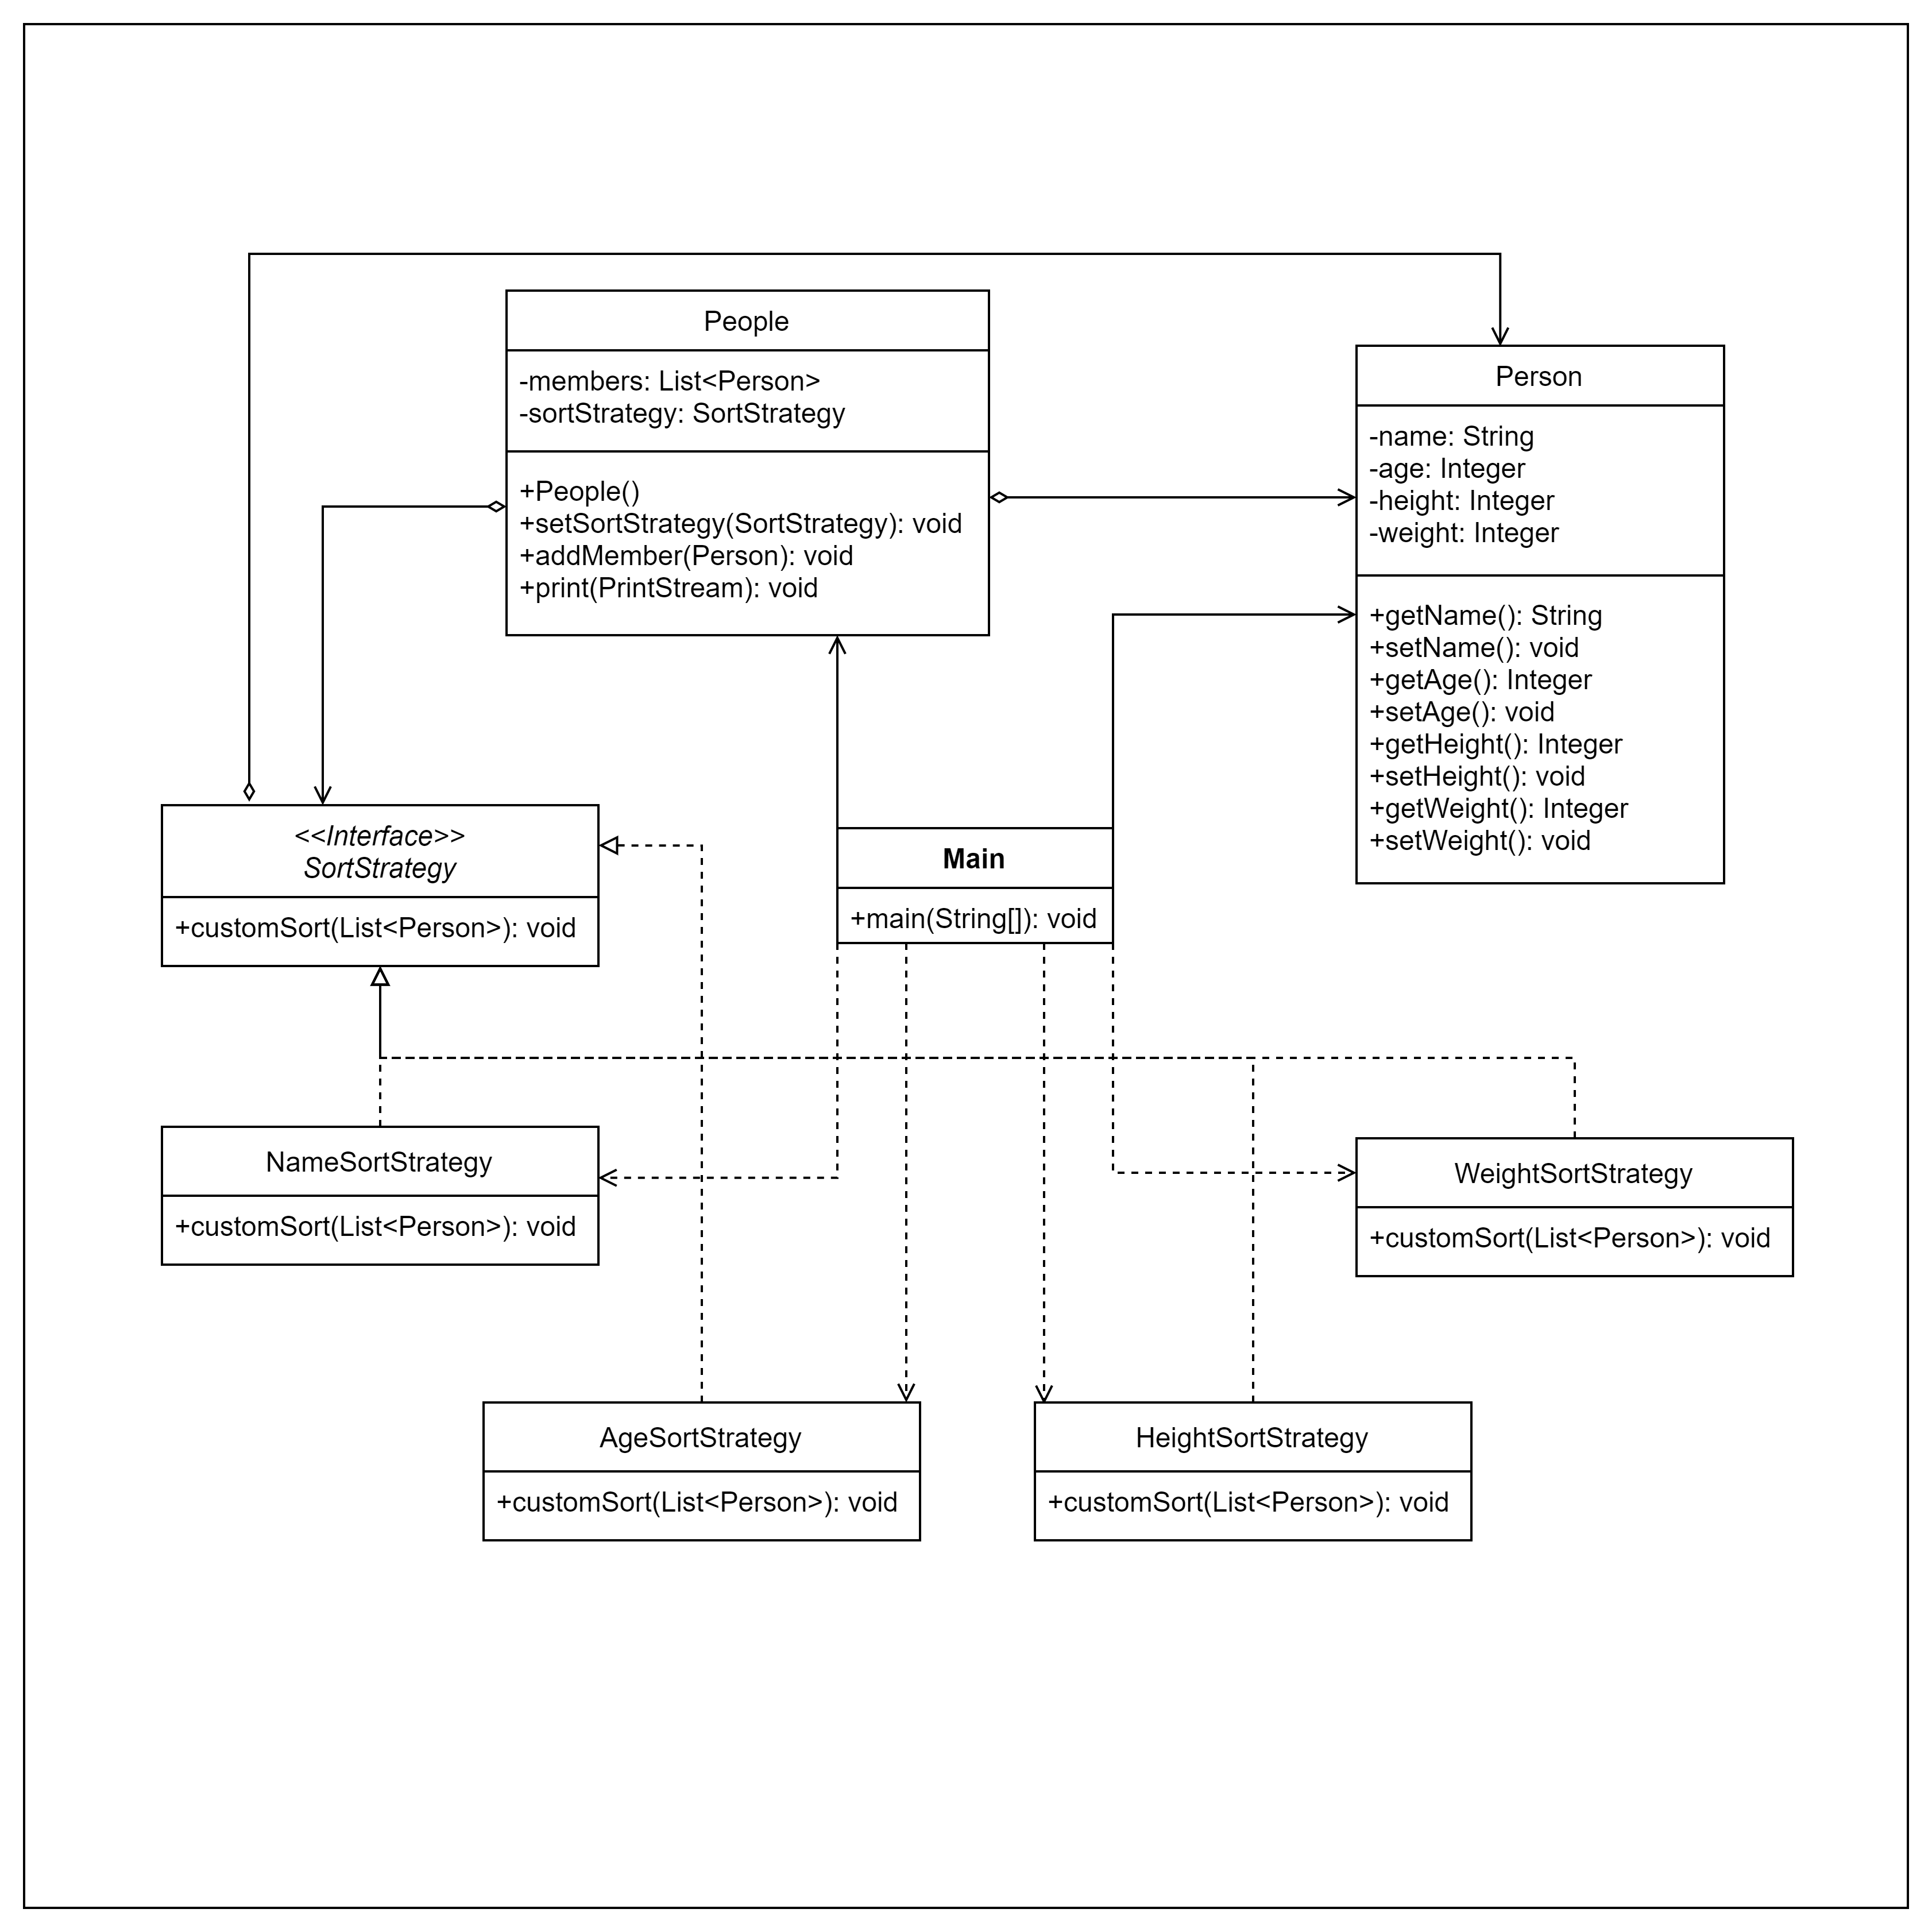 People
-members: List<Person>
-sortStrategy: SortStrategy
+People()
+setSortStrategy(SortStrategy): void
+addMember(Person): void
+print(PrintStream): void
Person
-name: String
-age: Integer
-height: Integer
-weight: Integer
+getName(): String
+setName(): void
+getAge(): Integer
+setAge(): void
+getHeight(): Integer
+setHeight(): void
+getWeight(): Integer
+setWeight(): void
<<Interface>>
SortStrategy
+customSort(List<Person>): void
Main
+main(String[]): void
NameSortStrategy
+customSort(List<Person>): void
WeightSortStrategy
+customSort(List<Person>): void
AgeSortStrategy
+customSort(List<Person>): void
HeightSortStrategy
+customSort(List<Person>): void